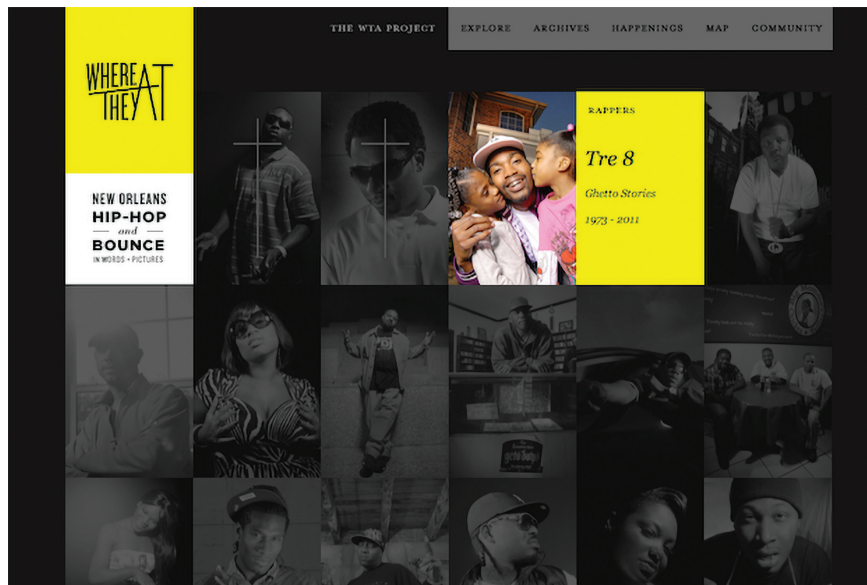 THE WTA PROJECT
EXPLORE ARCHIVES HAPPENINGS MAP COMMUNITY
WHERE
THEY AT
NEW ORLEANS
HIP-HOP
and
BOUNCE
IN WORDS + PICTURES
RAPPERS
Tre 8
Ghetto Stories
1973 - 2011